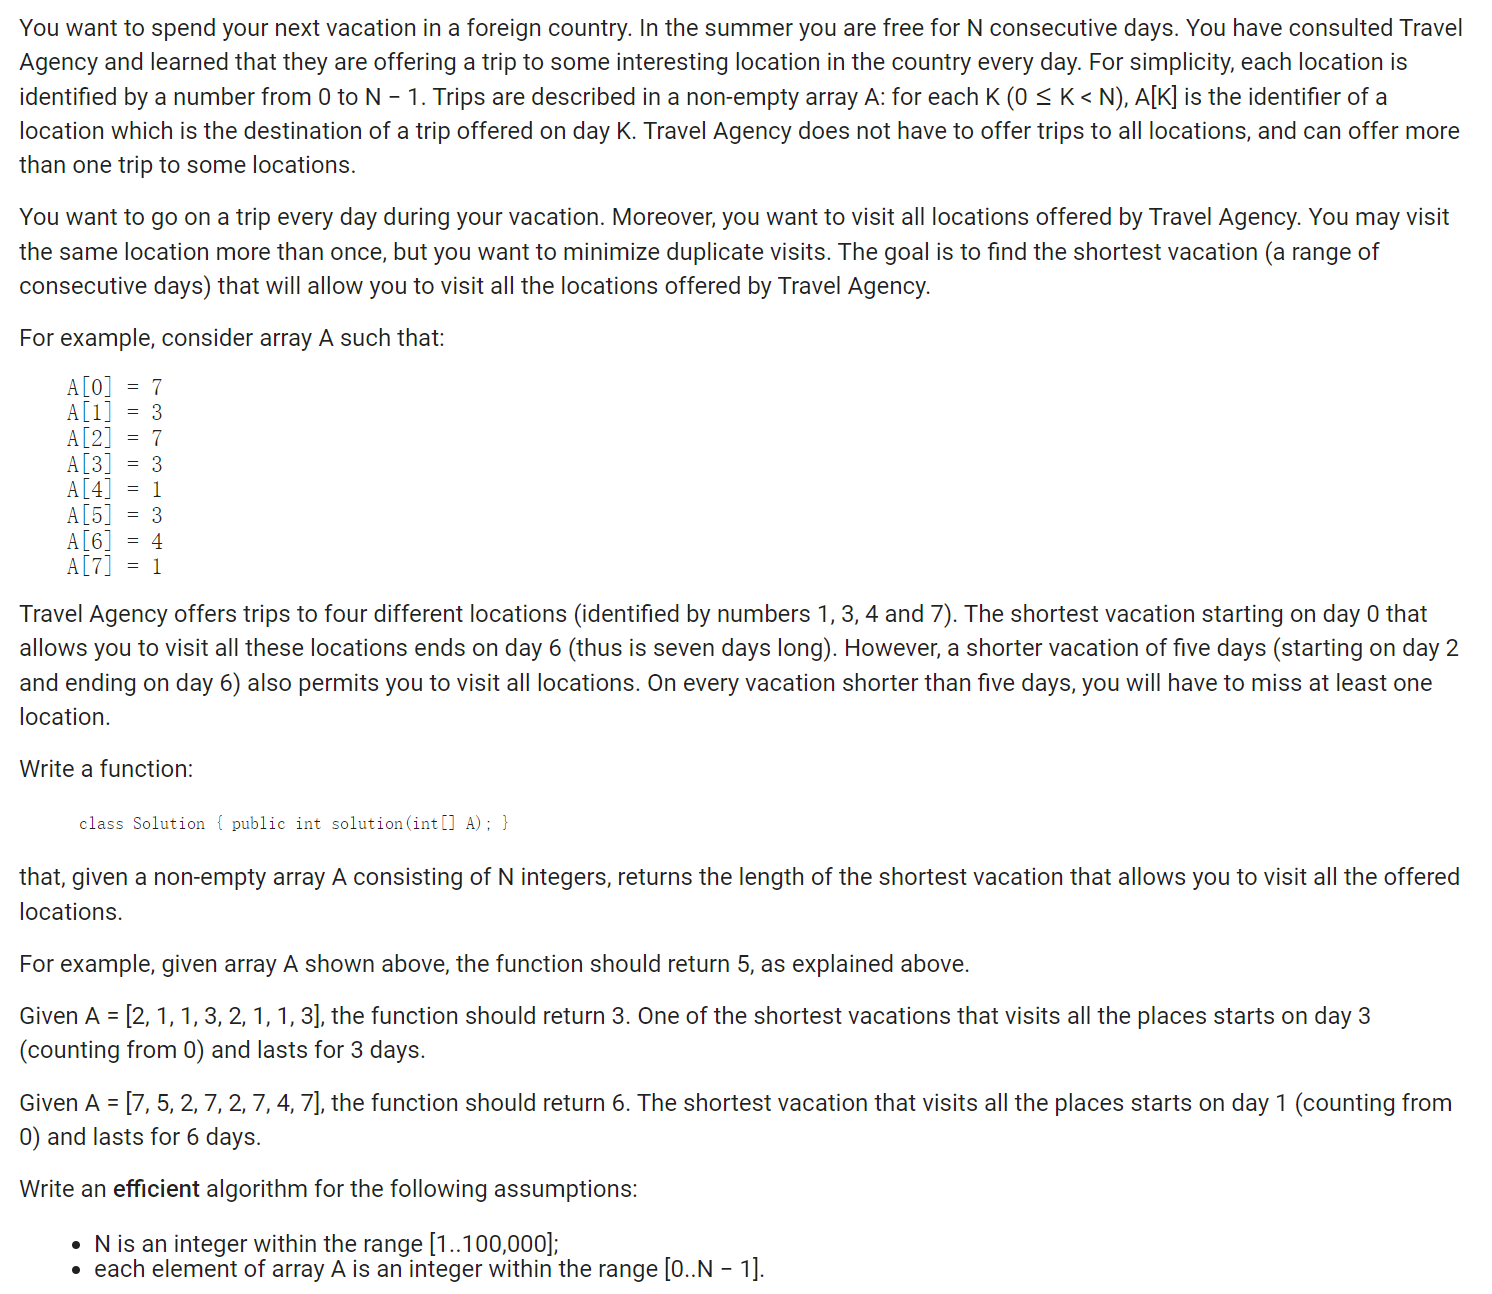 You want to spend your next vacation in a foreign country. In the summer you are free for N consecutive days. You have consulted Travel
Agency and learned that they are offering a trip to some interesting location in the country every day. For simplicity, each location is
identified by a number from 0 to N − 1. Trips are described in a non-empty array A: for each K (0 ≤ K < N), A[K] is the identifier of a
location which is the destination of a trip offered on day K. Travel Agency does not have to offer trips to all locations, and can offer more
than one trip to some locations.
You want to go on a trip every day during your vacation. Moreover, you want to visit all locations offered by Travel Agency. You may visit
the same location more than once, but you want to minimize duplicate visits. The goal is to find the shortest vacation (a range of
consecutive days) that will allow you to visit all the locations offered by Travel Agency.
For example, consider array A such that:
A[0] = 7
A[1] = 3
A[2] = 7
A[3] = 3
A[4] = 1
A[5] = 3
A[6] = 4
A[7] = 1
Travel Agency offers trips to four different locations (identified by numbers 1, 3, 4 and 7). The shortest vacation starting on day 0 that
allows you to visit all these locations ends on day 6 (thus is seven days long). However, a shorter vacation of five days (starting on day 2
and ending on day 6) also permits you to visit all locations. On every vacation shorter than five days, you will have to miss at least one
location.
Write a function:
class Solution { public int solution(int[] A); }
that, given a non-empty array A consisting of N integers, returns the length of the shortest vacation that allows you to visit all the offered
locations.
For example, given array A shown above, the function should return 5, as explained above.
Given A = [2, 1, 1, 3, 2, 1, 1, 3], the function should return 3. One of the shortest vacations that visits all the places starts on day 3
(counting from 0) and lasts for 3 days.
Given A = [7, 5, 2, 7, 2, 7, 4, 7], the function should return 6. The shortest vacation that visits all the places starts on day 1 (counting from
0) and lasts for 6 days.
Write an efficient algorithm for the following assumptions:
• N is an integer within the range [1..100,000];
• each element of array A is an integer within the range [0..N − 1].